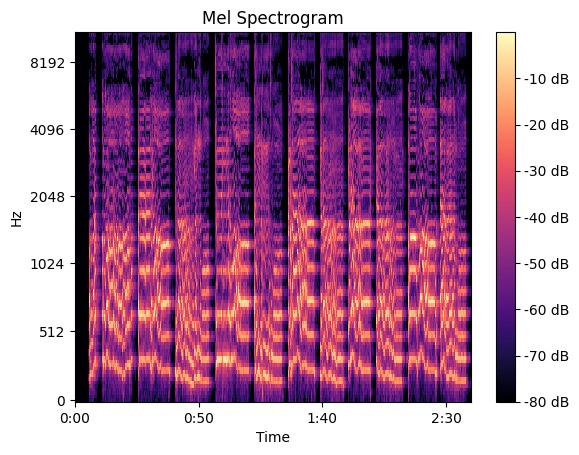 Mel Spectrogram
8192
4096
2048
1024
512
0
Hz
0:00
0:50
1:40
2:30
Time
-10 dB
-20 dB
-30 dB
-40 dB
-50 dB
-60 dB
-70 dB
-80 dB